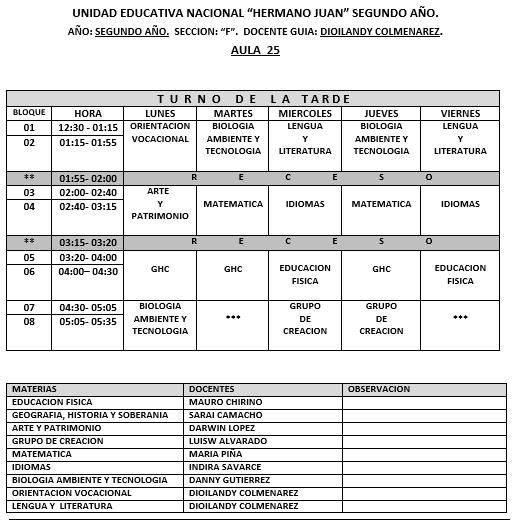 UNIDAD EDUCATIVA NACIONAL “HERMANO JUAN” SEGUNDO AÑO.
AÑO: SEGUNDO AÑO. SECCION: “F”. DOCENTE GUIA: DIOILANDY COLMENAREZ.
AULA 25
TURNO DE LA TARDE
BLOQUE HORA LUNES MARTES MIERCOLES JUEVES VIERNES
01 12:30 - 01:15 ORIENTACION BIOLOGIA LENGUA BIOLOGIA LENGUA
02 01:15- 01:55 VOCACIONAL AMBIENTE Y Y AMBIENTE Y Y
TECNOLOGIA LITERATURA TECNOLOGIA LITERATURA
** 01:55 - 02:00 R E C E S O
03 02:00 - 02:40 ARTE
04 02:40 - 03:15 Y MATEMATICA IDIOMAS MATEMATICA IDIOMAS
PATRIMONIO
** 03:15 - 03:20 R E C E S O
05 03:20 - 04:00
06 04:00– 04:30 GHC GHC EDUCACION GHC EDUCACION
FISICA FISICA
07 04:30 - 05:05 BIOLOGIA GRUPO GRUPO
08 05:05 - 05:35 AMBIENTE Y *** DE DE ***
TECNOLOGIA CREACION CREACION
MATERIAS DOCENTES OBSERVACION
EDUCACION FISICA MAURO CHIRINO
GEOGRAFIA, HISTORIA Y SOBERANIA SARAI CAMACHO
ARTE Y PATRIMONIO DARWIN LOPEZ
GRUPO DE CREACION LUISW ALVARADO
MATEMATICA MARIA PIÑA
IDIOMAS INDIRA SAVARCE
BIOLOGIA AMBIENTE Y TECNOLOGIA DANNY GUTIERREZ
ORIENTACION VOCACIONAL DIOILANDY COLMENAREZ
LENGUA Y LITERATURA DIOILANDY COLMENAREZ